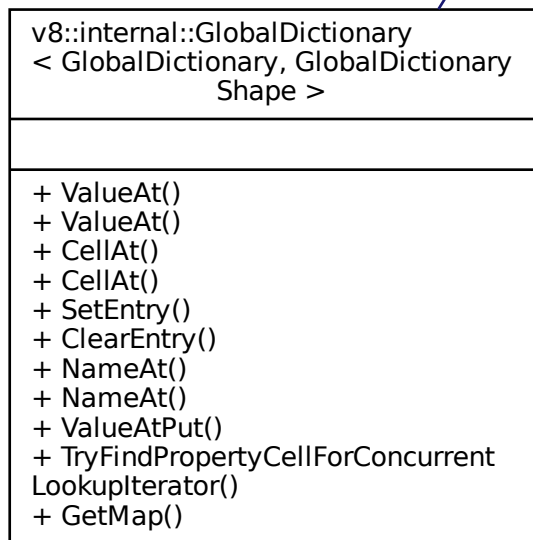 v8::internal::GlobalDictionary
< GlobalDictionary, GlobalDictionary
Shape >
+ ValueAt()
+ ValueAt()
+ CellAt()
+ CellAt()
+ SetEntry()
+ ClearEntry()
+ NameAt()
+ NameAt()
+ ValueAtPut()
+ TryFindPropertyCellForConcurrent
LookupIterator()
+ GetMap()